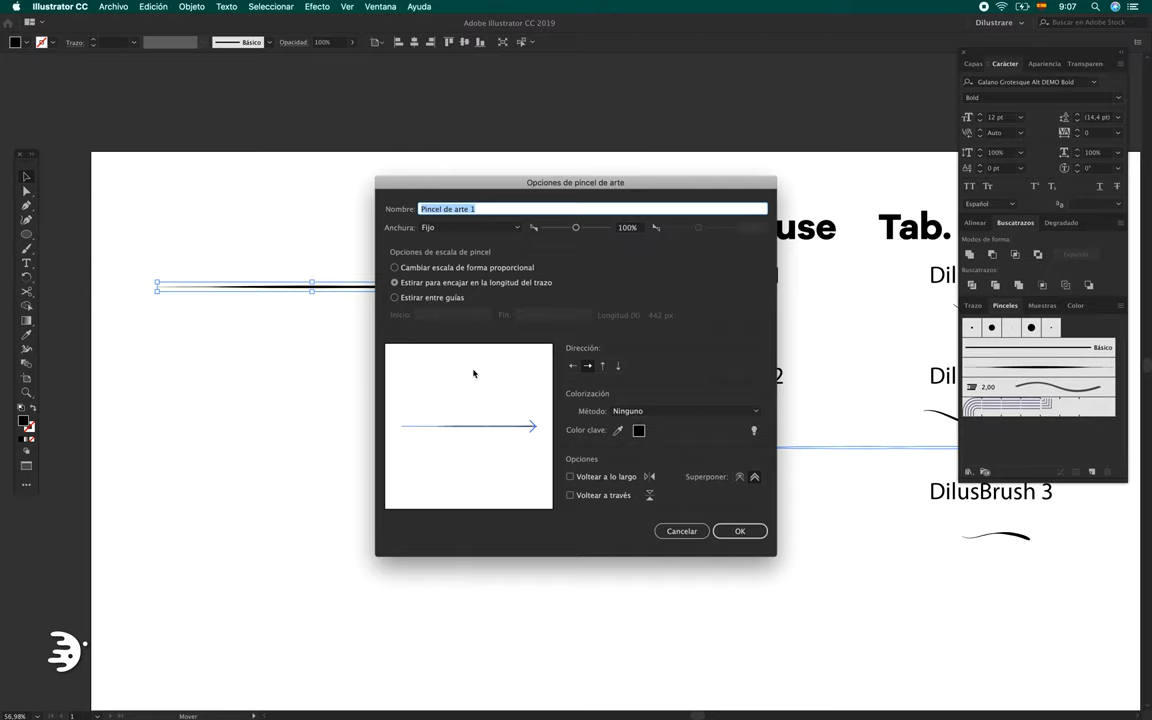 Illustrator CC Archivo Edición Objeto Texto Seleccionar Efecto Ver Ventana Ayuda 9:07
Adobe Illustrator CC 2019 Dilustrare Buscar en Adobe Stock
Trazo: Básico Opacidad: 100%
Capas Carácter Apariencia Transparen
Galano Grotesque Alt DEMO Bold
Bold
12 pt (14,4 pt)
Auto 0
100% 100%
0 pt 0°
Español
Alinear Buscatrazos Degradado
Modos de forma:
Expandir
Buscatrazos:
Trazo Pinceles Muestras Color
Básico
2,00
Opciones de pincel de arte
Nombre: Pincel de arte 1
Anchura: Fijo 100%
Opciones de escala de pincel
Cambiar escala de forma proporcional
Estirar para encajar en la longitud del trazo
Estirar entre guías
Inicio: Fin: Longitud (X) 442 px
Dirección:
Colorización
Método: Ninguno
Color clave:
Opciones
Voltear a lo largo Superponer:
Voltear a través
Cancelar OK
use Tab.
Dil
2 Dil
DilusBrush 3
56,98% 1 Mover